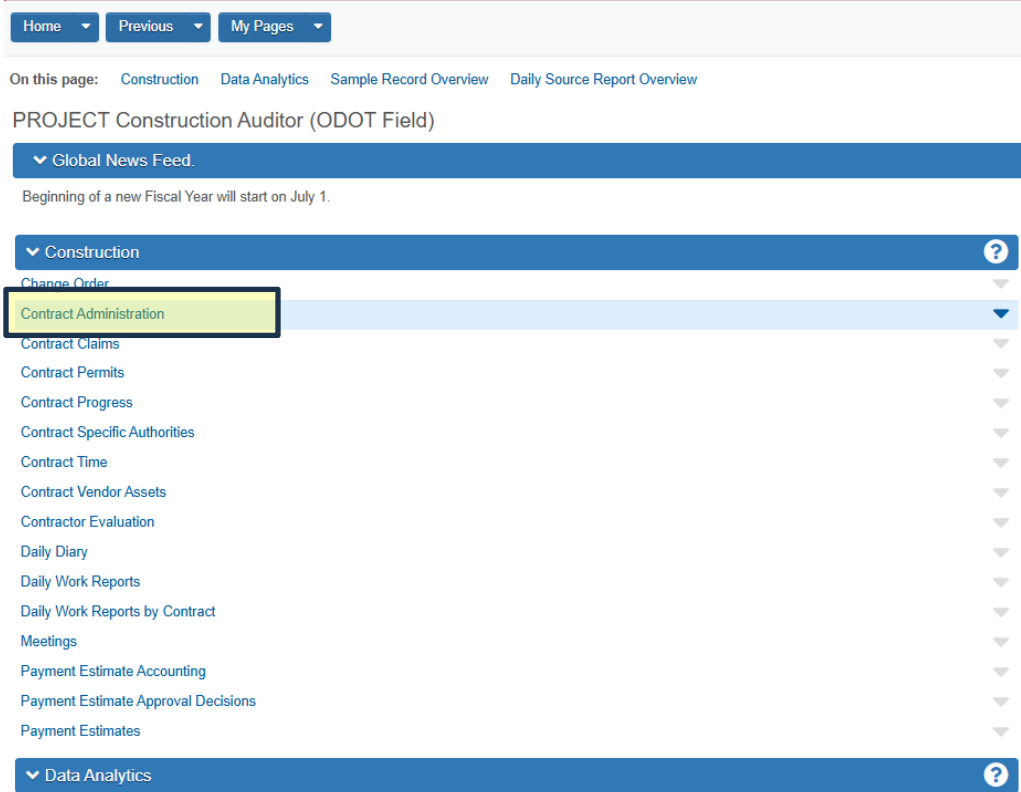 Home Previous My Pages
On this page: Construction Data Analytics Sample Record Overview Daily Source Report Overview
PROJECT Construction Auditor (ODOT Field)
Global News Feed.
Beginning of a new Fiscal Year will start on July 1.
Construction ?
Change Order
Contract Administration
Contract Claims
Contract Permits
Contract Progress
Contract Specific Authorities
Contract Time
Contract Vendor Assets
Contractor Evaluation
Daily Diary
Daily Work Reports
Daily Work Reports by Contract
Meetings
Payment Estimate Accounting
Payment Estimate Approval Decisions
Payment Estimates
Data Analytics ?